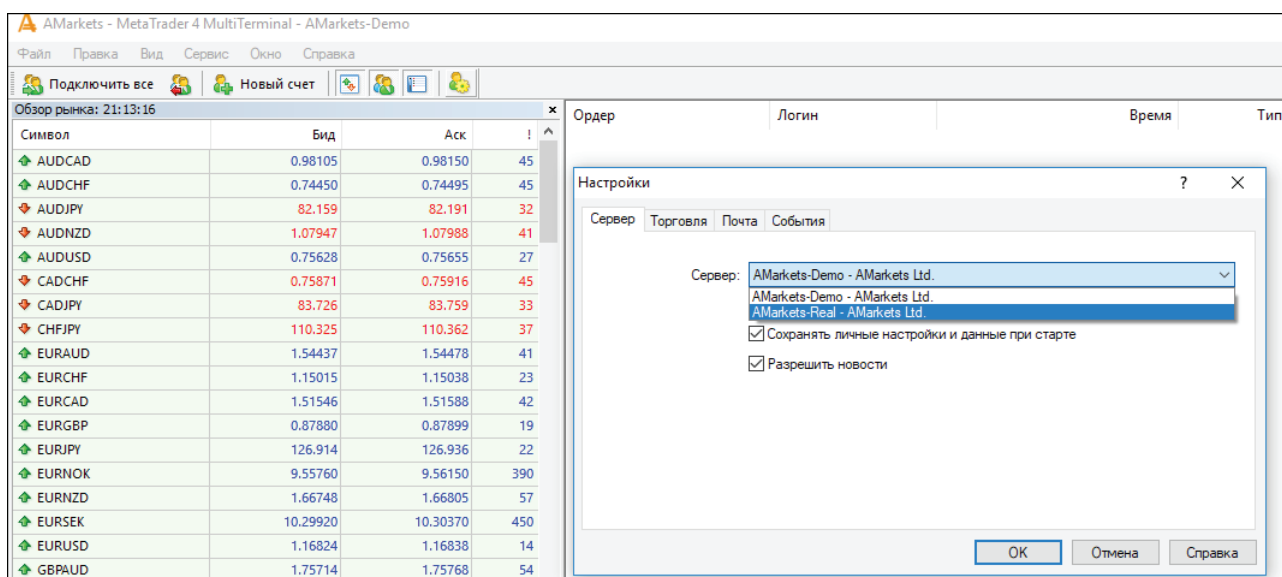 AMarkets - MetaTrader 4 MultiTerminal - AMarkets-Demo
Файл Правка Вид Сервис Окно Справка
Подключить все Новый счет
Обзор рынка: 21:13:16 x
Символ Бид Аск !
AUDCAD 0.98105 0.98150 45
AUDCHF 0.74450 0.74495 45
AUDJPY 82.159 82.191 32
AUDNZD 1.07947 1.07988 41
AUDUSD 0.75628 0.75655 27
CADCHF 0.75871 0.75916 45
CADJPY 83.726 83.759 33
CHFJPY 110.325 110.362 37
EURAUD 1.54437 1.54478 41
EURCHF 1.15015 1.15038 23
EURCAD 1.51546 1.51588 42
EURGBP 0.87880 0.87899 19
EURJPY 126.914 126.936 22
EURNOK 9.55760 9.56150 390
EURNZD 1.66748 1.66805 57
EURSEK 10.29920 10.30370 450
EURUSD 1.16824 1.16838 14
GBPAUD 1.75714 1.75768 54
Ордер Логин Время Тип
Настройки ?
Сервер Торговля Почта События
Сервер: AMarkets-Demo - AMarkets Ltd.
AMarkets-Demo - AMarkets Ltd.
AMarkets-Real - AMarkets Ltd.
Сохранять личные настройки и данные при старте
Разрешить новости
OK Отмена Справка